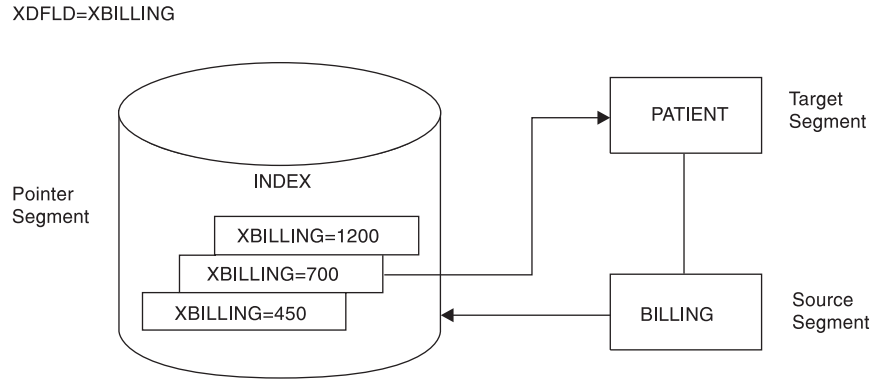 XDFLD=XBILLING
PATIENT
Target
Segment
INDEX
Pointer
Segment
XBILLING=1200
XBILLING=700
XBILLING=450
BILLING
Source
Segment